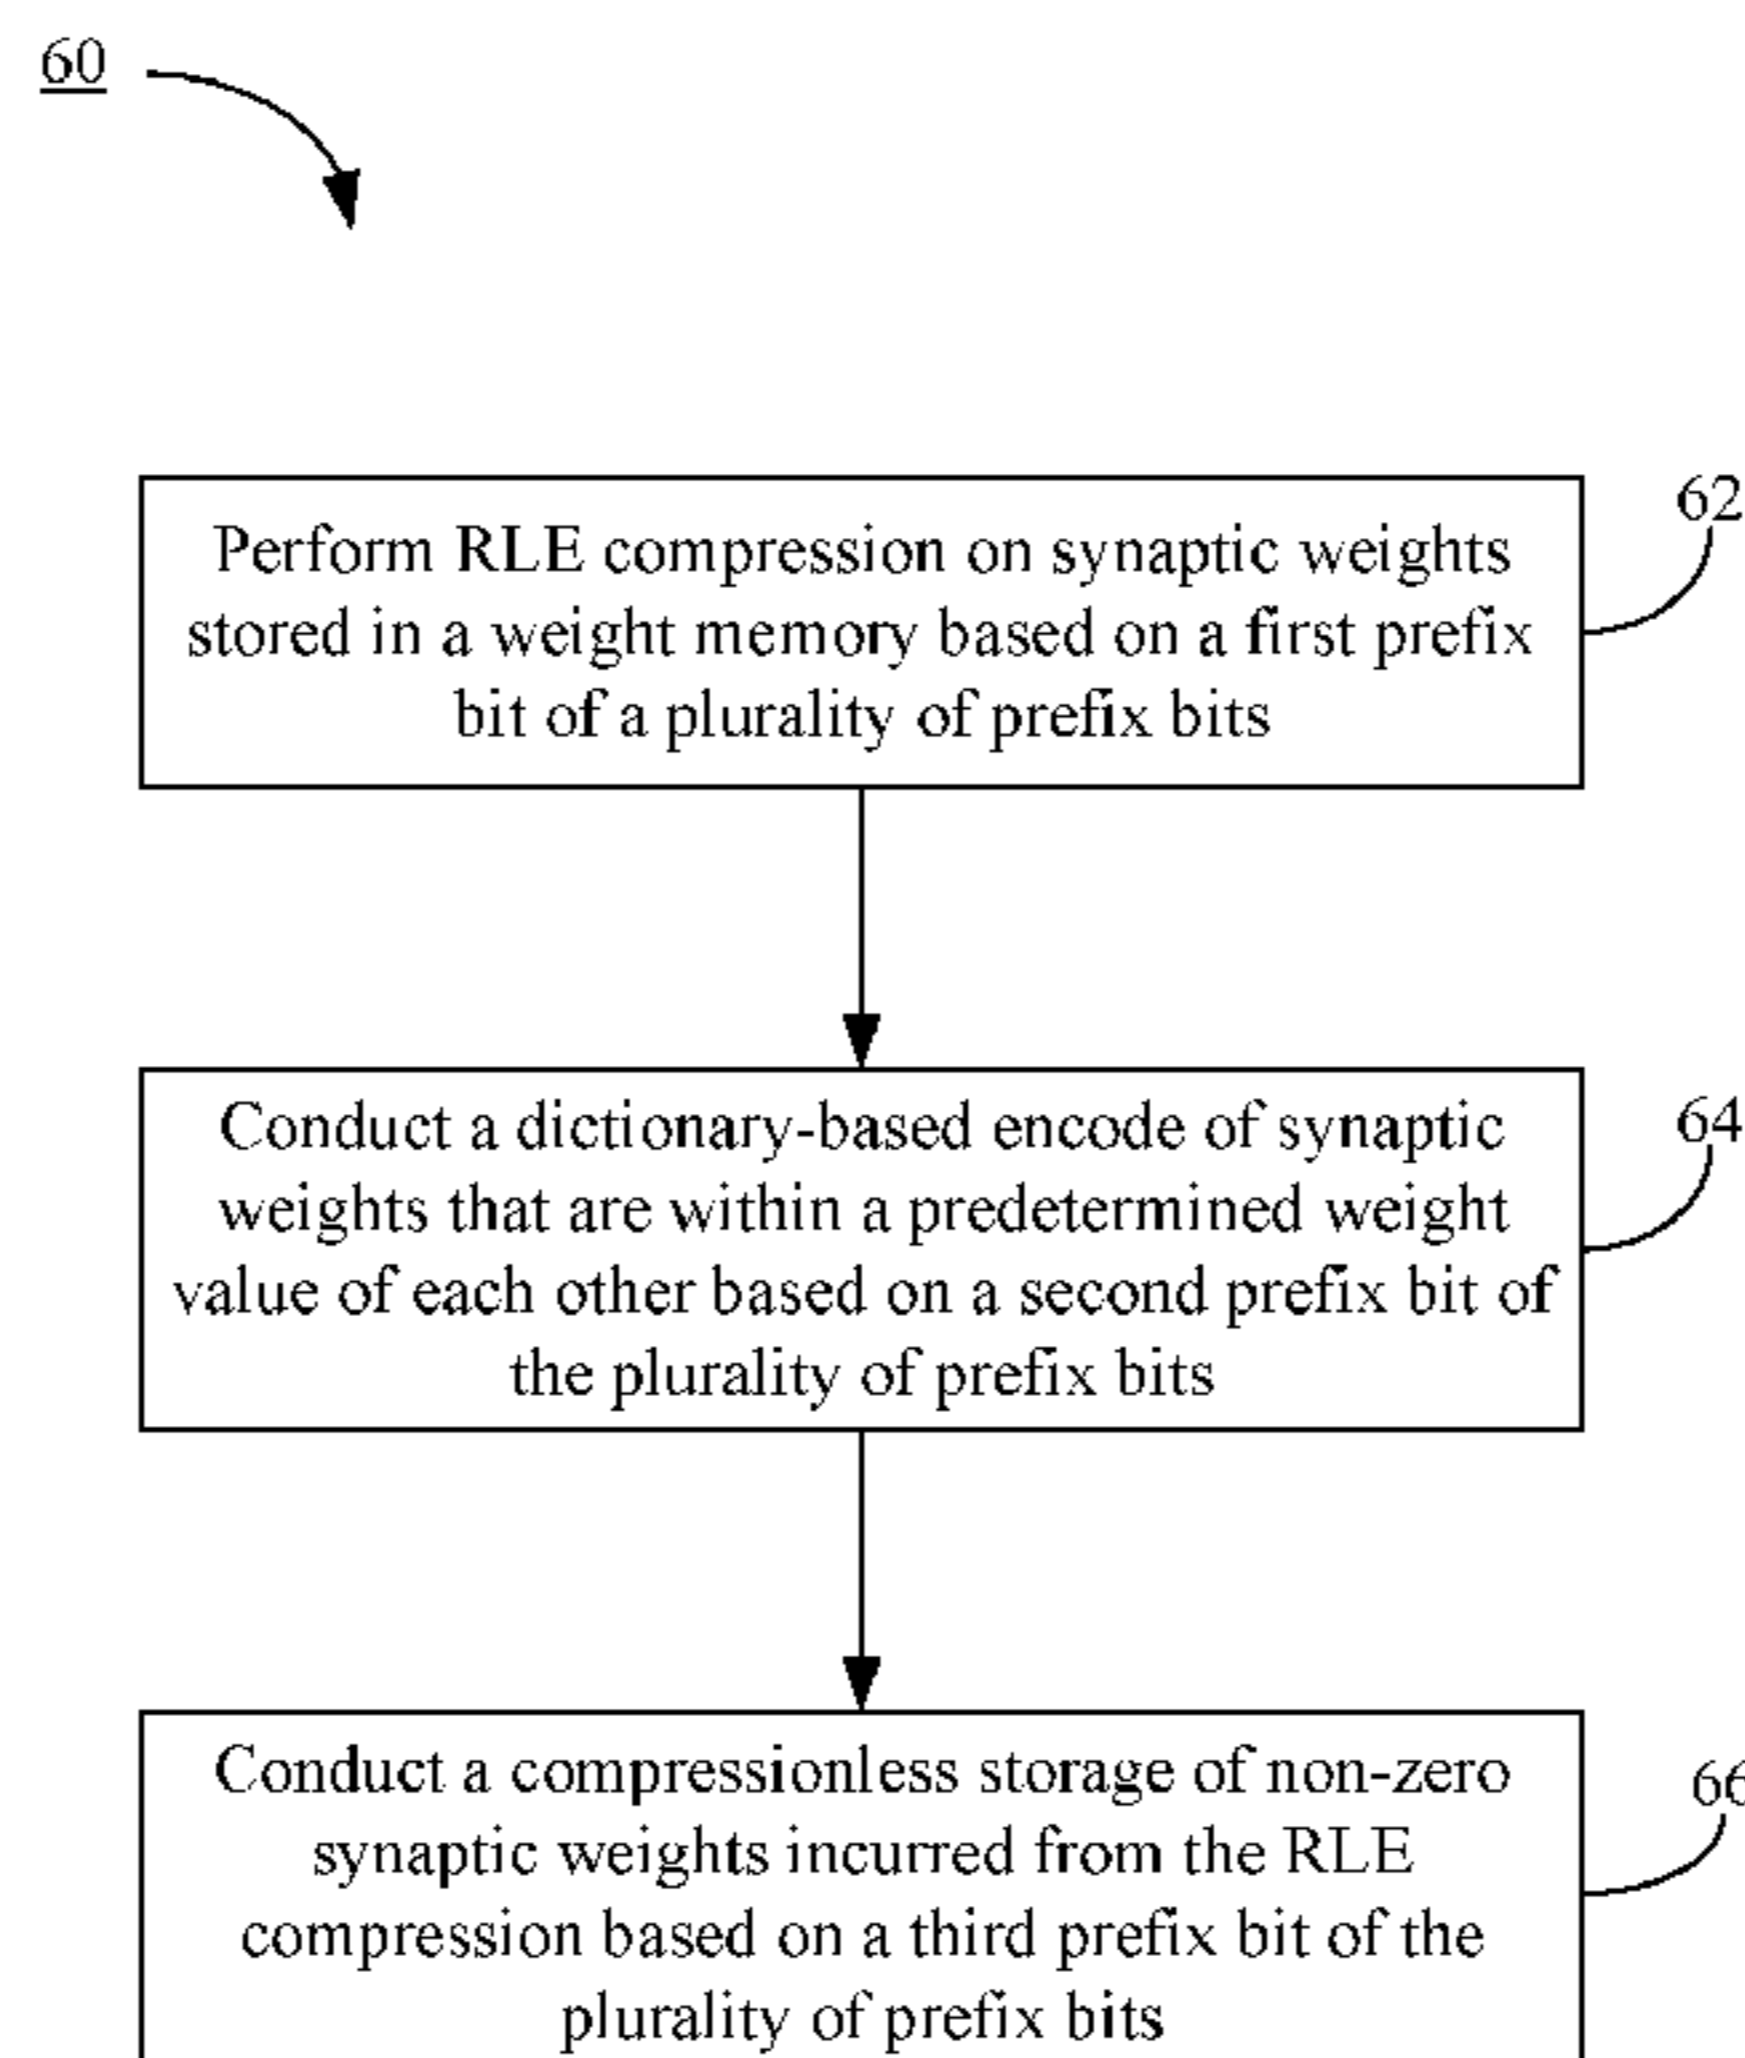 60
Perform RLE compression on synaptic weights
62
stored in a weight memory based on a first prefix
bit of a plurality of prefix bits
Conduct a dictionary-based encode of synaptic
64
weights that are within a predetermined weight
value of each other based on a second prefix bit of
the plurality of prefix bits
Conduct a compressionless storage of non-zero
66
synaptic weights incurred from the RLE
compression based on a third prefix bit of the
plurality of prefix bits